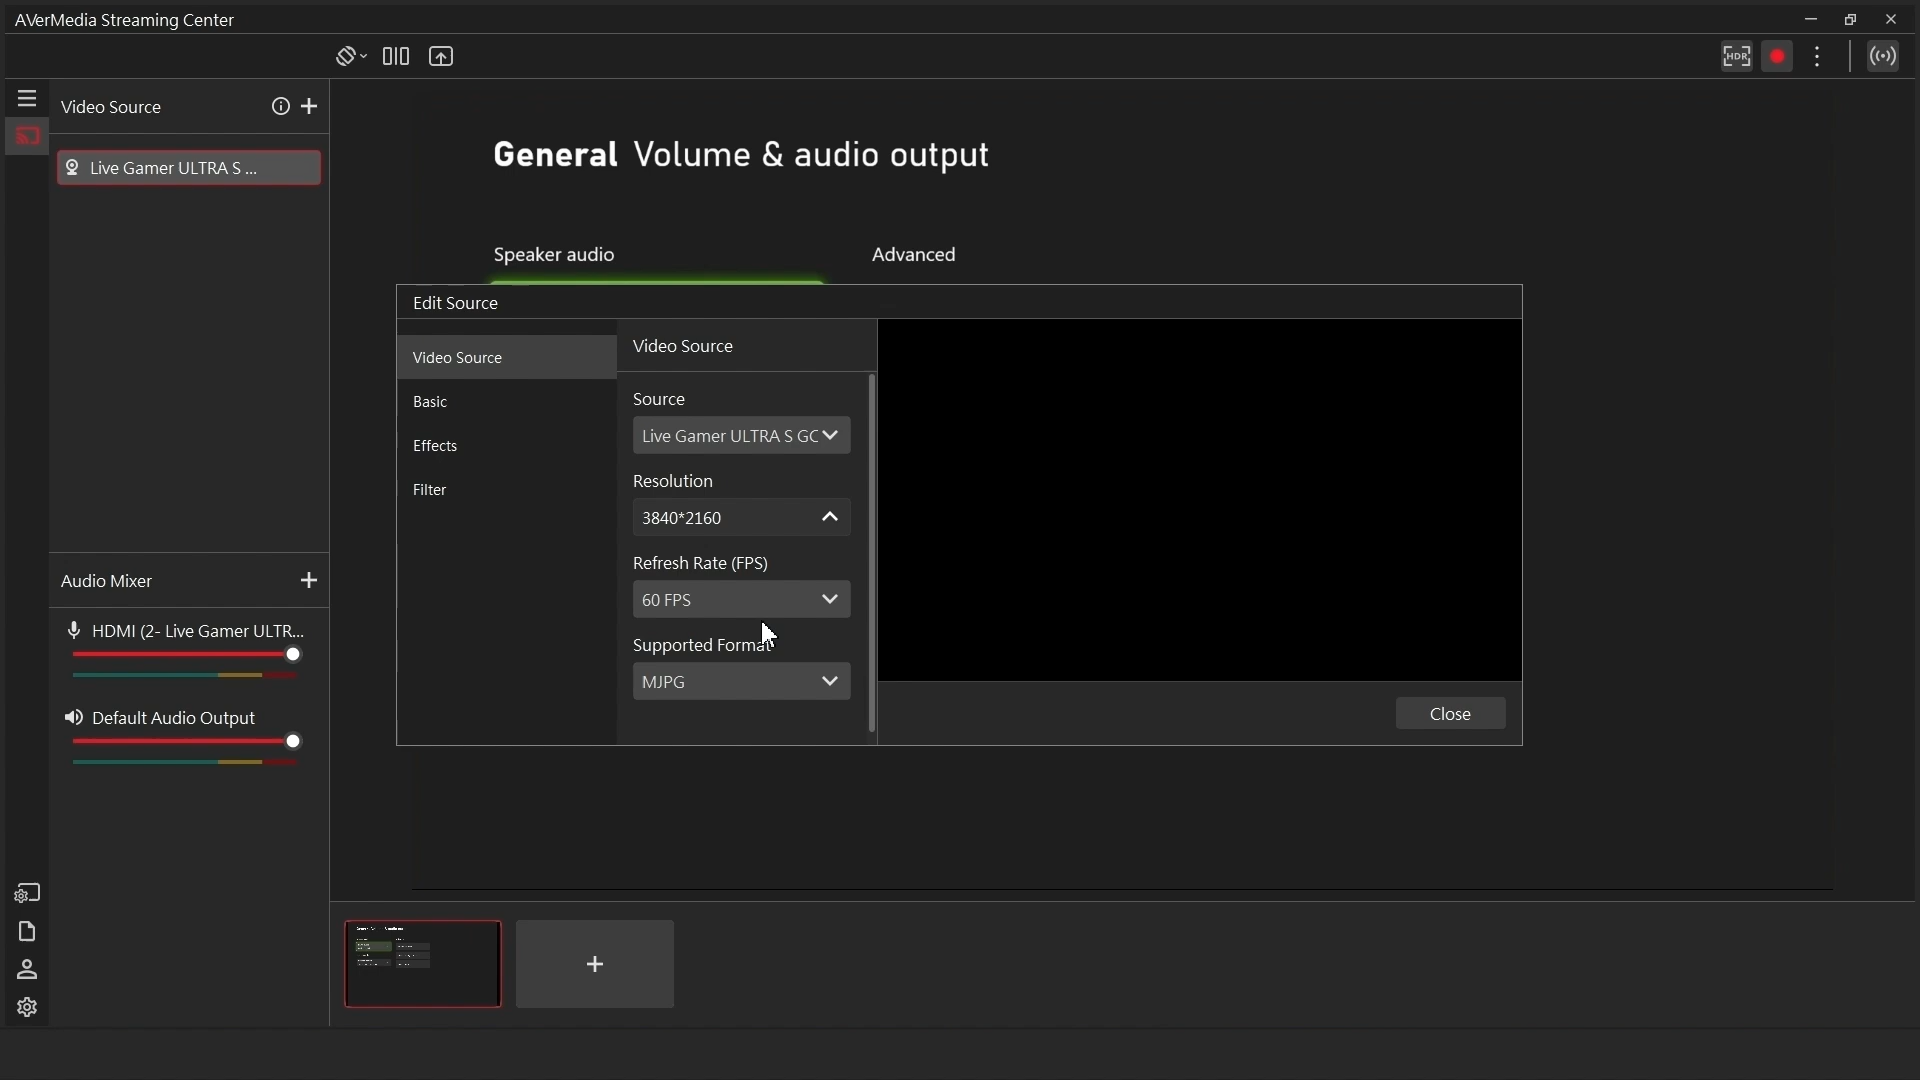 AVerMedia Streaming Center
HDR
Video Source
Live Gamer ULTRA S ...
General Volume & audio output
Speaker audio
Advanced
Edit Source
Video Source
Basic
Effects
Filter
Video Source
Source
Live Gamer ULTRA S GC
Resolution
3840*2160
Refresh Rate (FPS)
60 FPS
Supported Format
MJPG
Close
Audio Mixer
HDMI (2- Live Gamer ULTR...
Default Audio Output